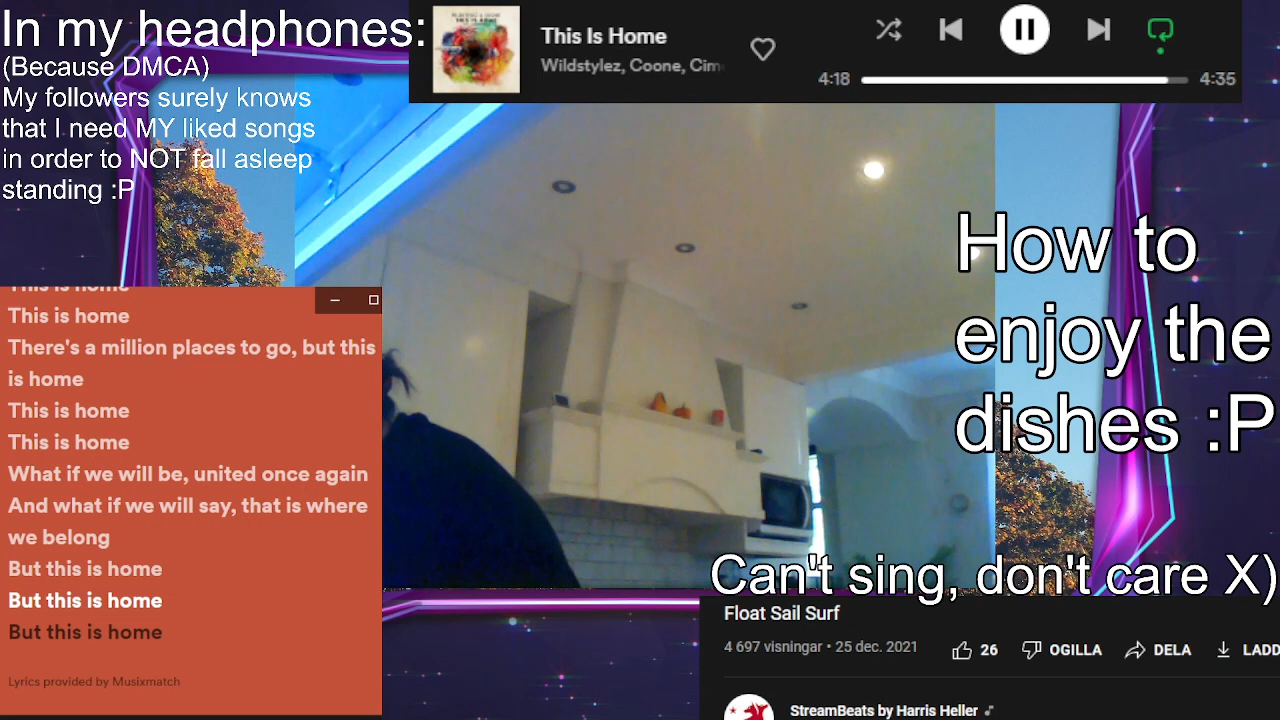 In my headphones:
(Because DMCA)
My followers surely knows
that I need MY liked songs
in order to NOT fall asleep
standing :P
This Is Home
Wildstylez, Coone, Cim
4:18
4:35
This is home
This is home
There's a million places to go, but this
is home
This is home
This is home
What if we will be, united once again
And what if we will say, that is where
we belong
But this is home
But this is home
But this is home
Lyrics provided by Musixmatch
How to
enjoy the
dishes :P
Can't sing, don't care X)
Float Sail Surf
4 697 visningar • 25 dec. 2021
26 OGILLA DELA LADD
StreamBeats by Harris Heller